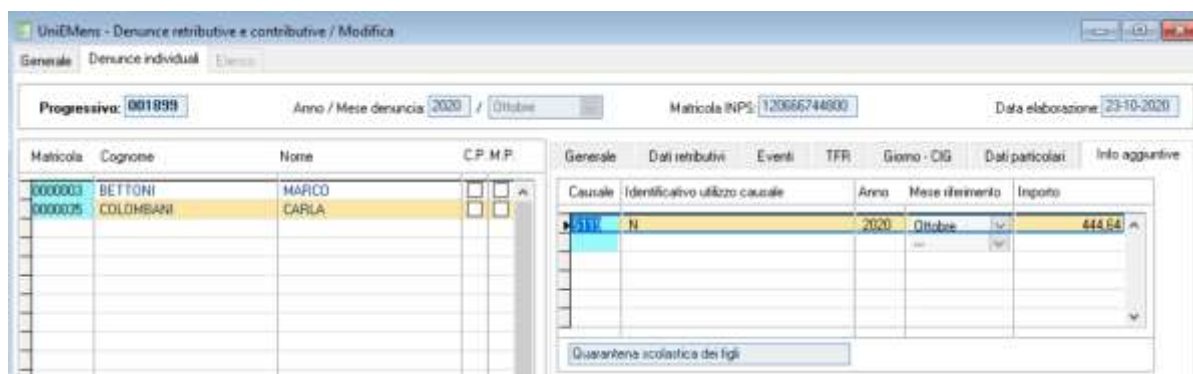 UniEMens - Denunce retributive e contributive / Modifica
Generale Denunce individuali Elenco
Progressivo: 001899 Anno / Mese denuncia: 2020 / Ottobre Matricola INPS: 120666744800 Data elaborazione: 23-10-2020
Matricola Cognome Nome C.P. M.P.
Generale Dati retributivi Eventi TFR Giorno - CIG Dati particolari Info aggiuntive
0000003 BETTONI MARCO
0000035 COLOMBANI CARLA
Causale Identificativo utilizzo causale Anno Mese riferimento Importo
N 2020 Ottobre 444,64
---
Quarantena scolastica dei figli